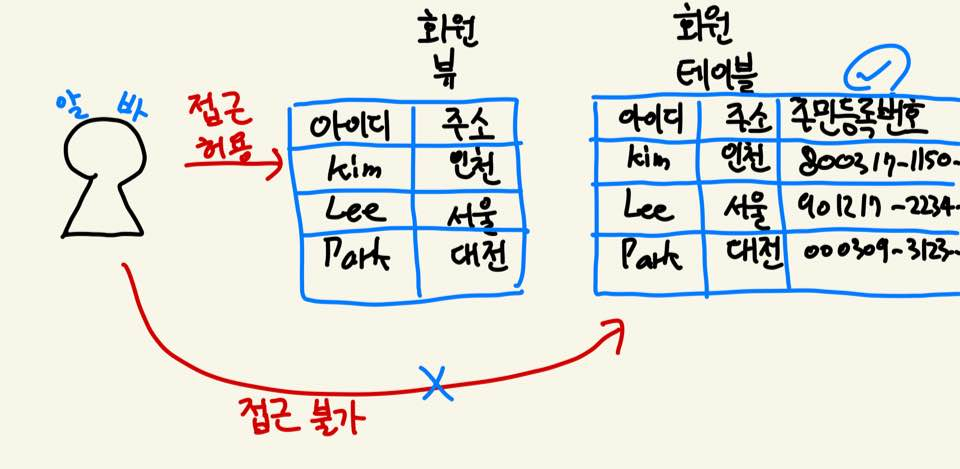 알 바
접근
허용
화원
뷰
아이디 주소
kim 인천
Lee 서울
Park 대전
화원
테이블
아이디 주소 주민등록번호
kim 인천 800317-1150-
Lee 서울 901217-2234-
Park 대전 000309-3123-
접근 불가